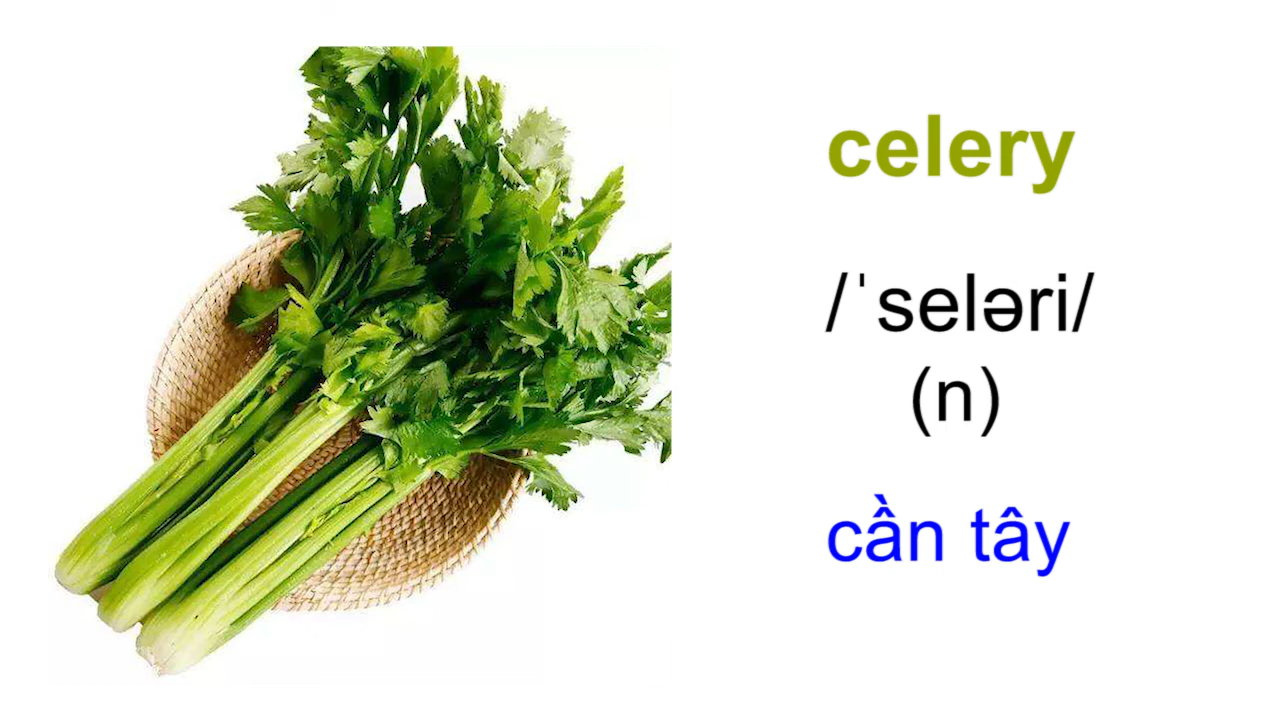 celery
/ˈseləri/
(n)
cần tây